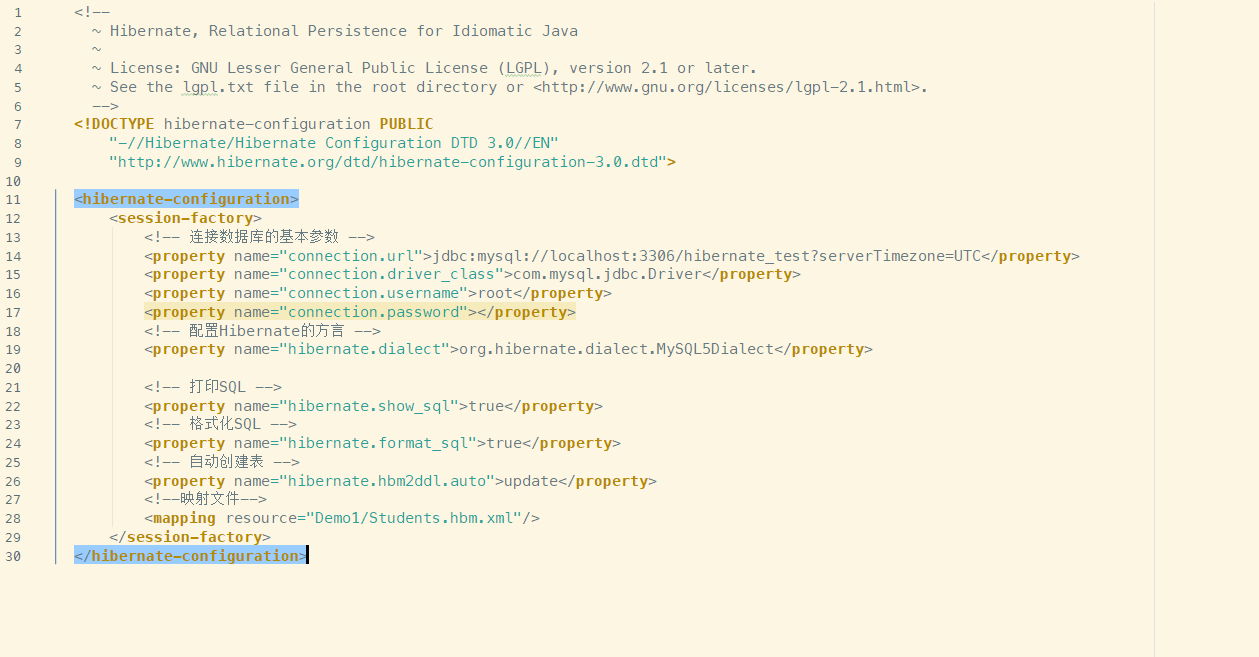 1 <!--
2 ~ Hibernate, Relational Persistence for Idiomatic Java
3 ~
4 ~ License: GNU Lesser General Public License (LGPL), version 2.1 or later.
5 ~ See the lgpl.txt file in the root directory or <http://www.gnu.org/licenses/lgpl-2.1.html>.
6 -->
7 <!DOCTYPE hibernate-configuration PUBLIC
8 "-//Hibernate/Hibernate Configuration DTD 3.0//EN"
9 "http://www.hibernate.org/dtd/hibernate-configuration-3.0.dtd">
10
11 <hibernate-configuration>
12 <session-factory>
13 <!-- 连接数据库的基本参数 -->
14 <property name="connection.url">jdbc:mysql://localhost:3306/hibernate_test?serverTimezone=UTC</property>
15 <property name="connection.driver_class">com.mysql.jdbc.Driver</property>
16 <property name="connection.username">root</property>
17 <property name="connection.password"></property>
18 <!-- 配置Hibernate的方言 -->
19 <property name="hibernate.dialect">org.hibernate.dialect.MySQL5Dialect</property>
20
21 <!-- 打印SQL -->
22 <property name="hibernate.show_sql">true</property>
23 <!-- 格式化SQL -->
24 <property name="hibernate.format_sql">true</property>
25 <!-- 自动创建表 -->
26 <property name="hibernate.hbm2ddl.auto">update</property>
27 <!--映射文件-->
28 <mapping resource="Demo1/Students.hbm.xml"/>
29 </session-factory>
30 </hibernate-configuration>